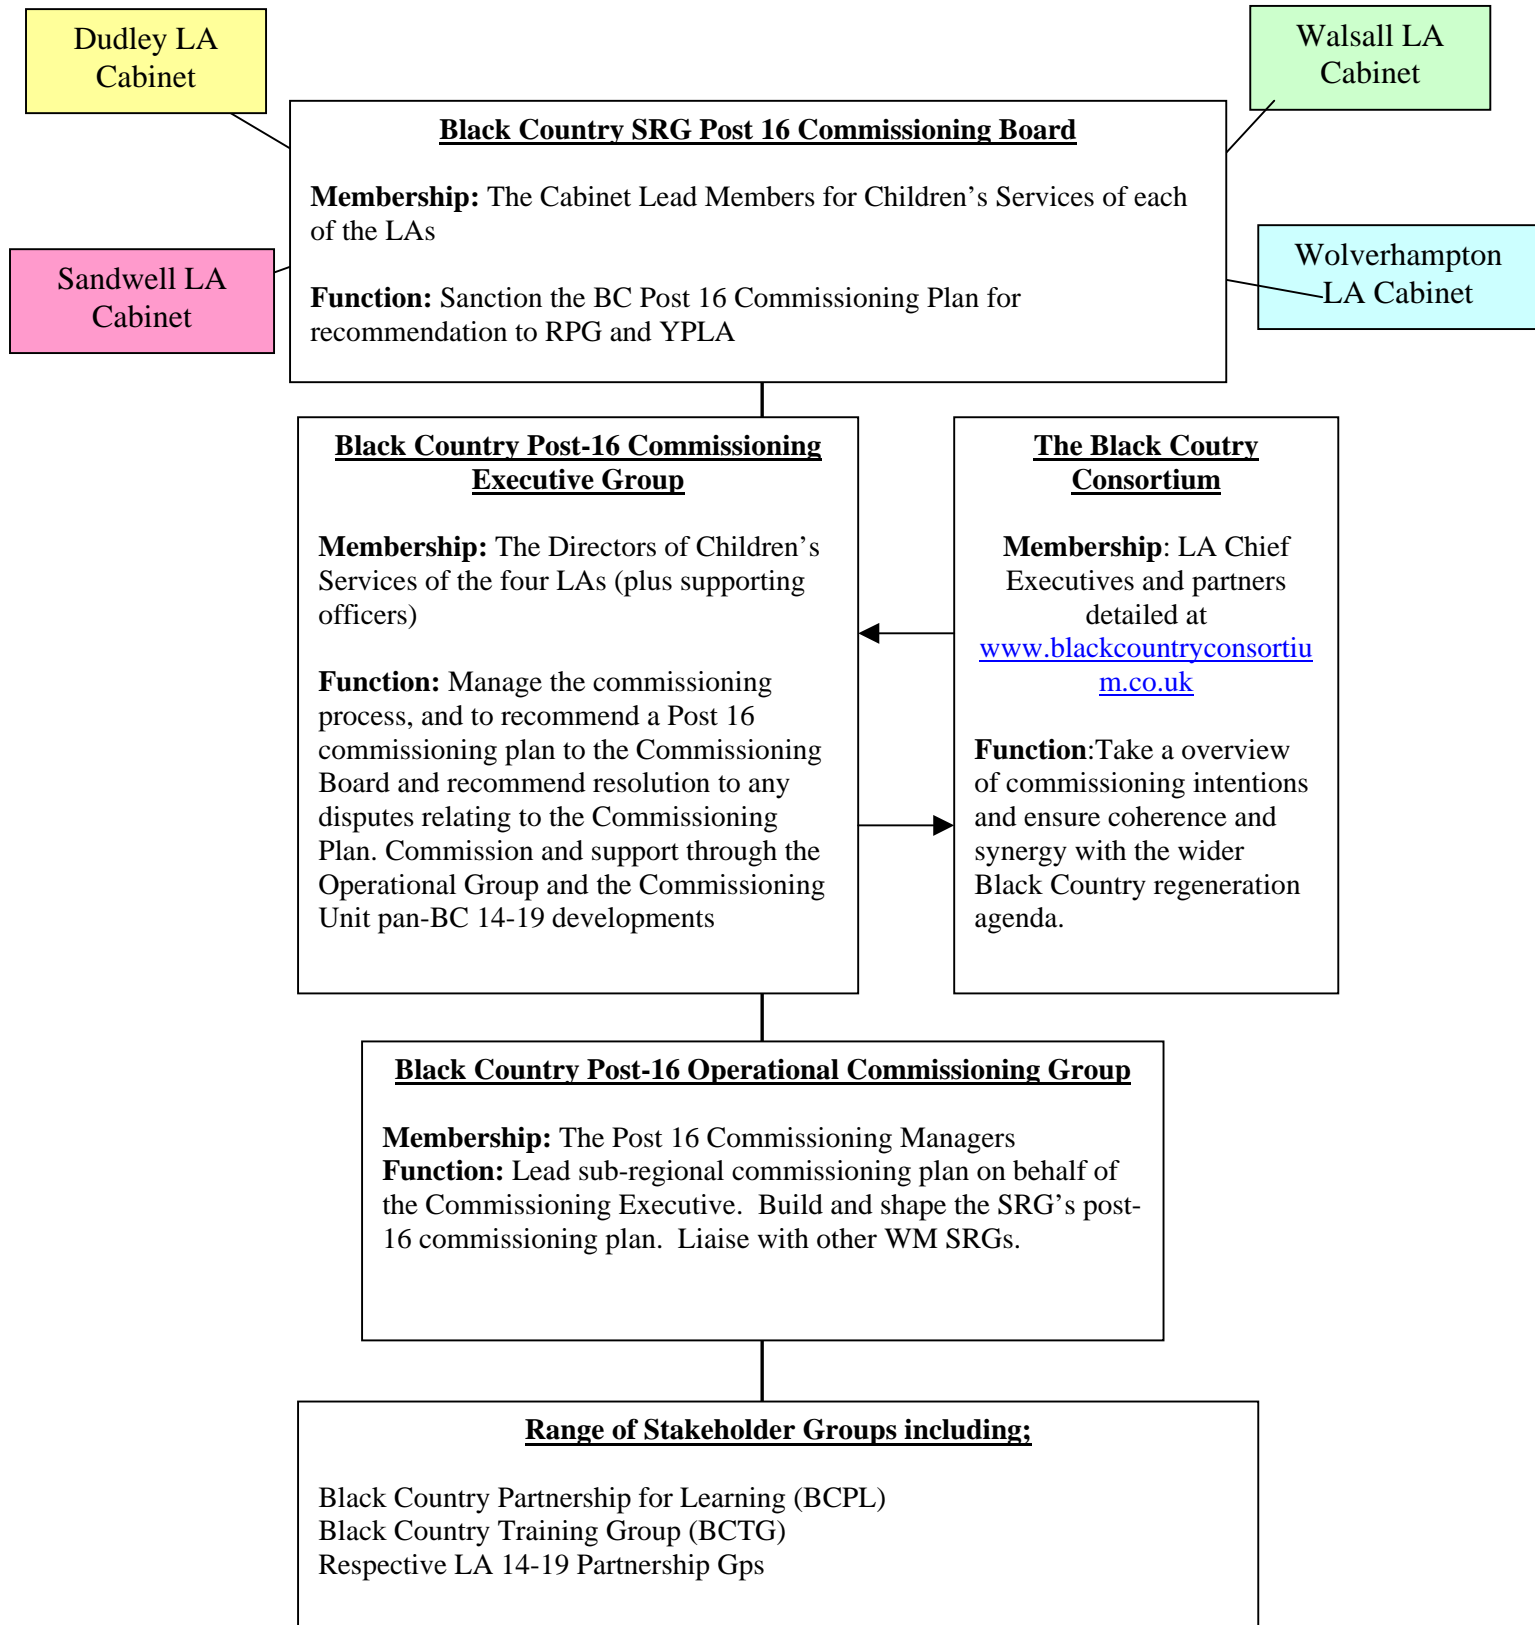 Dudley LA
Cabinet
Walsall LA
Cabinet
Black Country SRG Post 16 Commissioning Board
Membership: The Cabinet Lead Members for Children’s Services of each
of the LAs
Function: Sanction the BC Post 16 Commissioning Plan for
recommendation to RPG and YPLA
Sandwell LA
Cabinet
Wolverhampton
LA Cabinet
Black Country Post-16 Commissioning
Executive Group
Membership: The Directors of Children’s
Services of the four LAs (plus supporting
officers)
Function: Manage the commissioning
process, and to recommend a Post 16
commissioning plan to the Commissioning
Board and recommend resolution to any
disputes relating to the Commissioning
Plan. Commission and support through the
Operational Group and the Commissioning
Unit pan-BC 14-19 developments
The Black Coutry
Consortium
Membership: LA Chief
Executives and partners
detailed at
www.blackcountryconsortiu
m.co.uk
Function:Take a overview
of commissioning intentions
and ensure coherence and
synergy with the wider
Black Country regeneration
agenda.
Black Country Post-16 Operational Commissioning Group
Membership: The Post 16 Commissioning Managers
Function: Lead sub-regional commissioning plan on behalf of
the Commissioning Executive.  Build and shape the SRG’s post-
16 commissioning plan.  Liaise with other WM SRGs.
Range of Stakeholder Groups including;
Black Country Partnership for Learning (BCPL)
Black Country Training Group (BCTG)
Respective LA 14-19 Partnership Gps